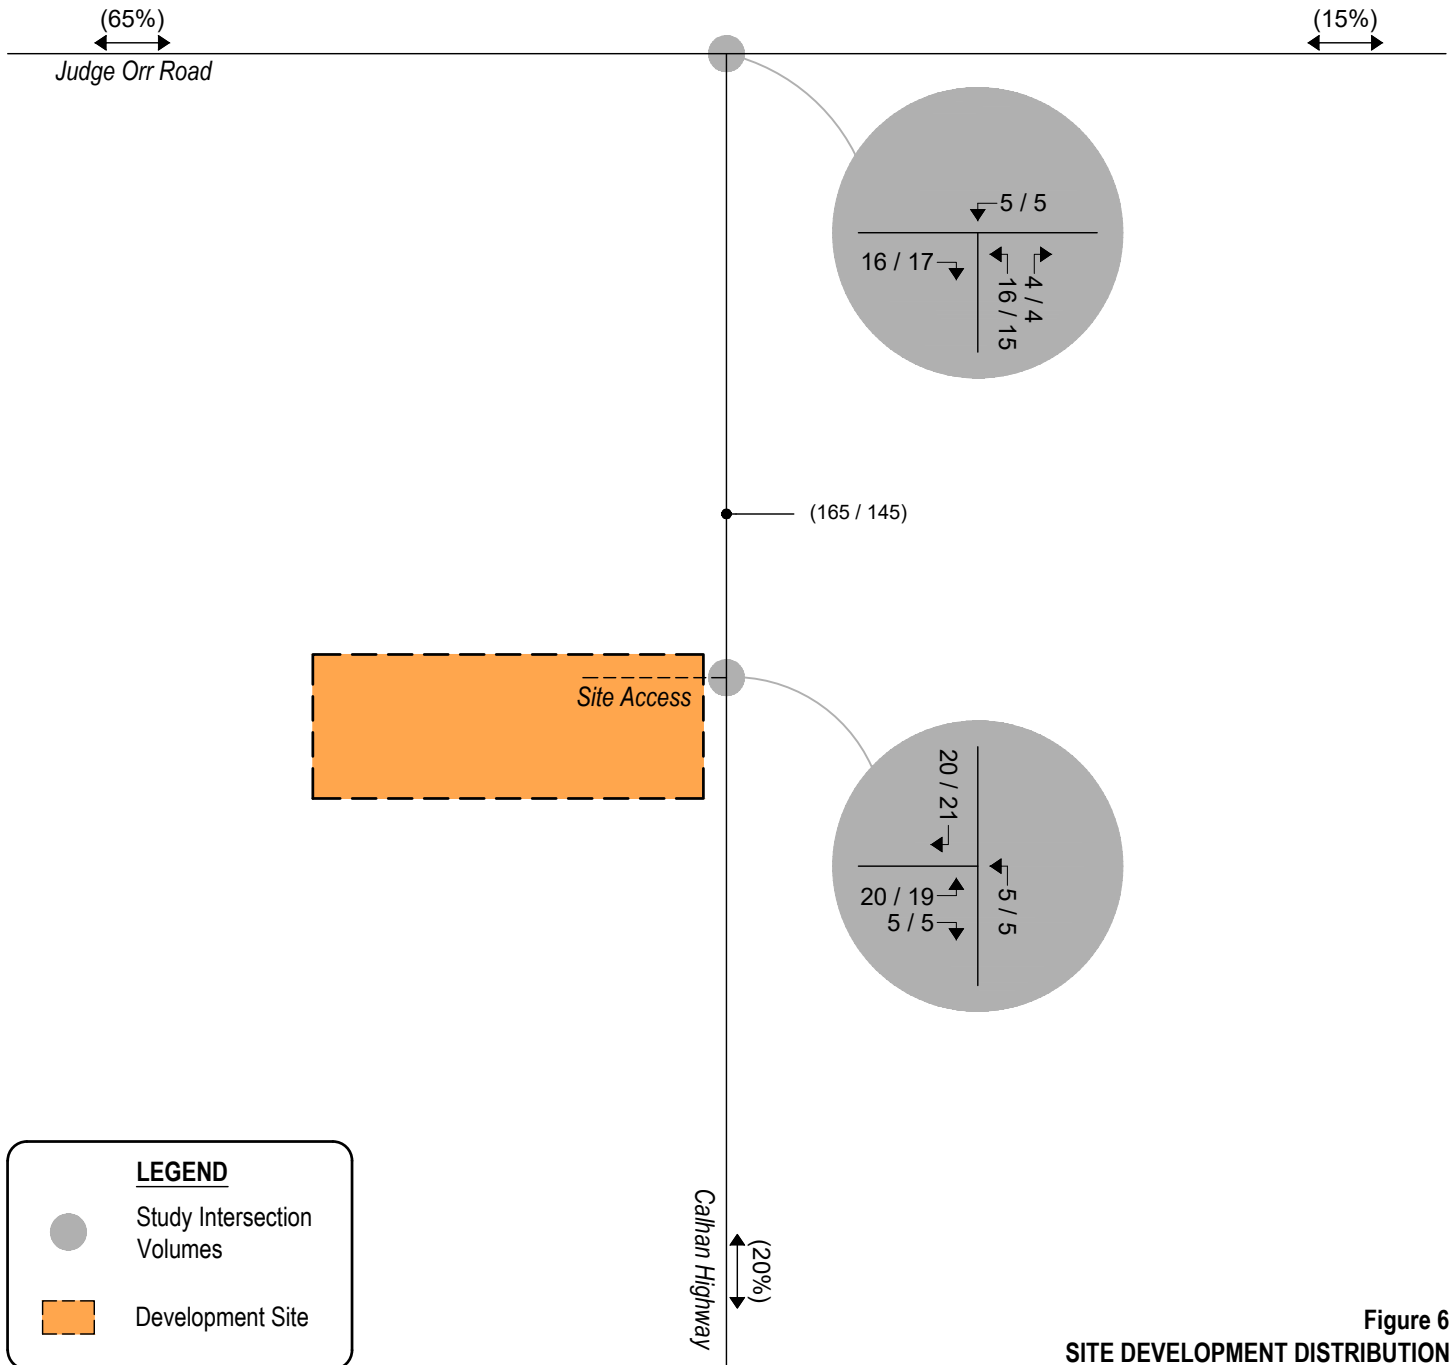 (65%)
(15%)
Judge Orr Road
5 / 5
16 / 17
4 / 4
16 / 15
(165 / 145)
Site Access
20 / 21
20 / 19
5 / 5
5 / 5
LEGEND
Study Intersection
Volumes
Development Site
Calhan Highway
(20%)
Figure 6
SITE DEVELOPMENT DISTRIBUTION